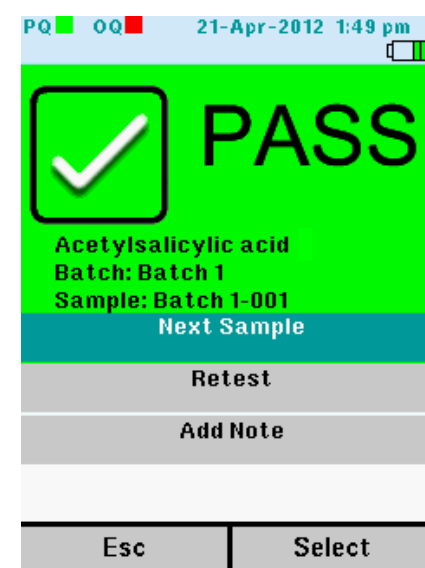 PQ OQ 21-Apr-2012 1:49 pm
PASS
Acetylsalicylic acid
Batch: Batch 1
Sample: Batch 1-001
Next Sample
Retest
Add Note
Esc Select